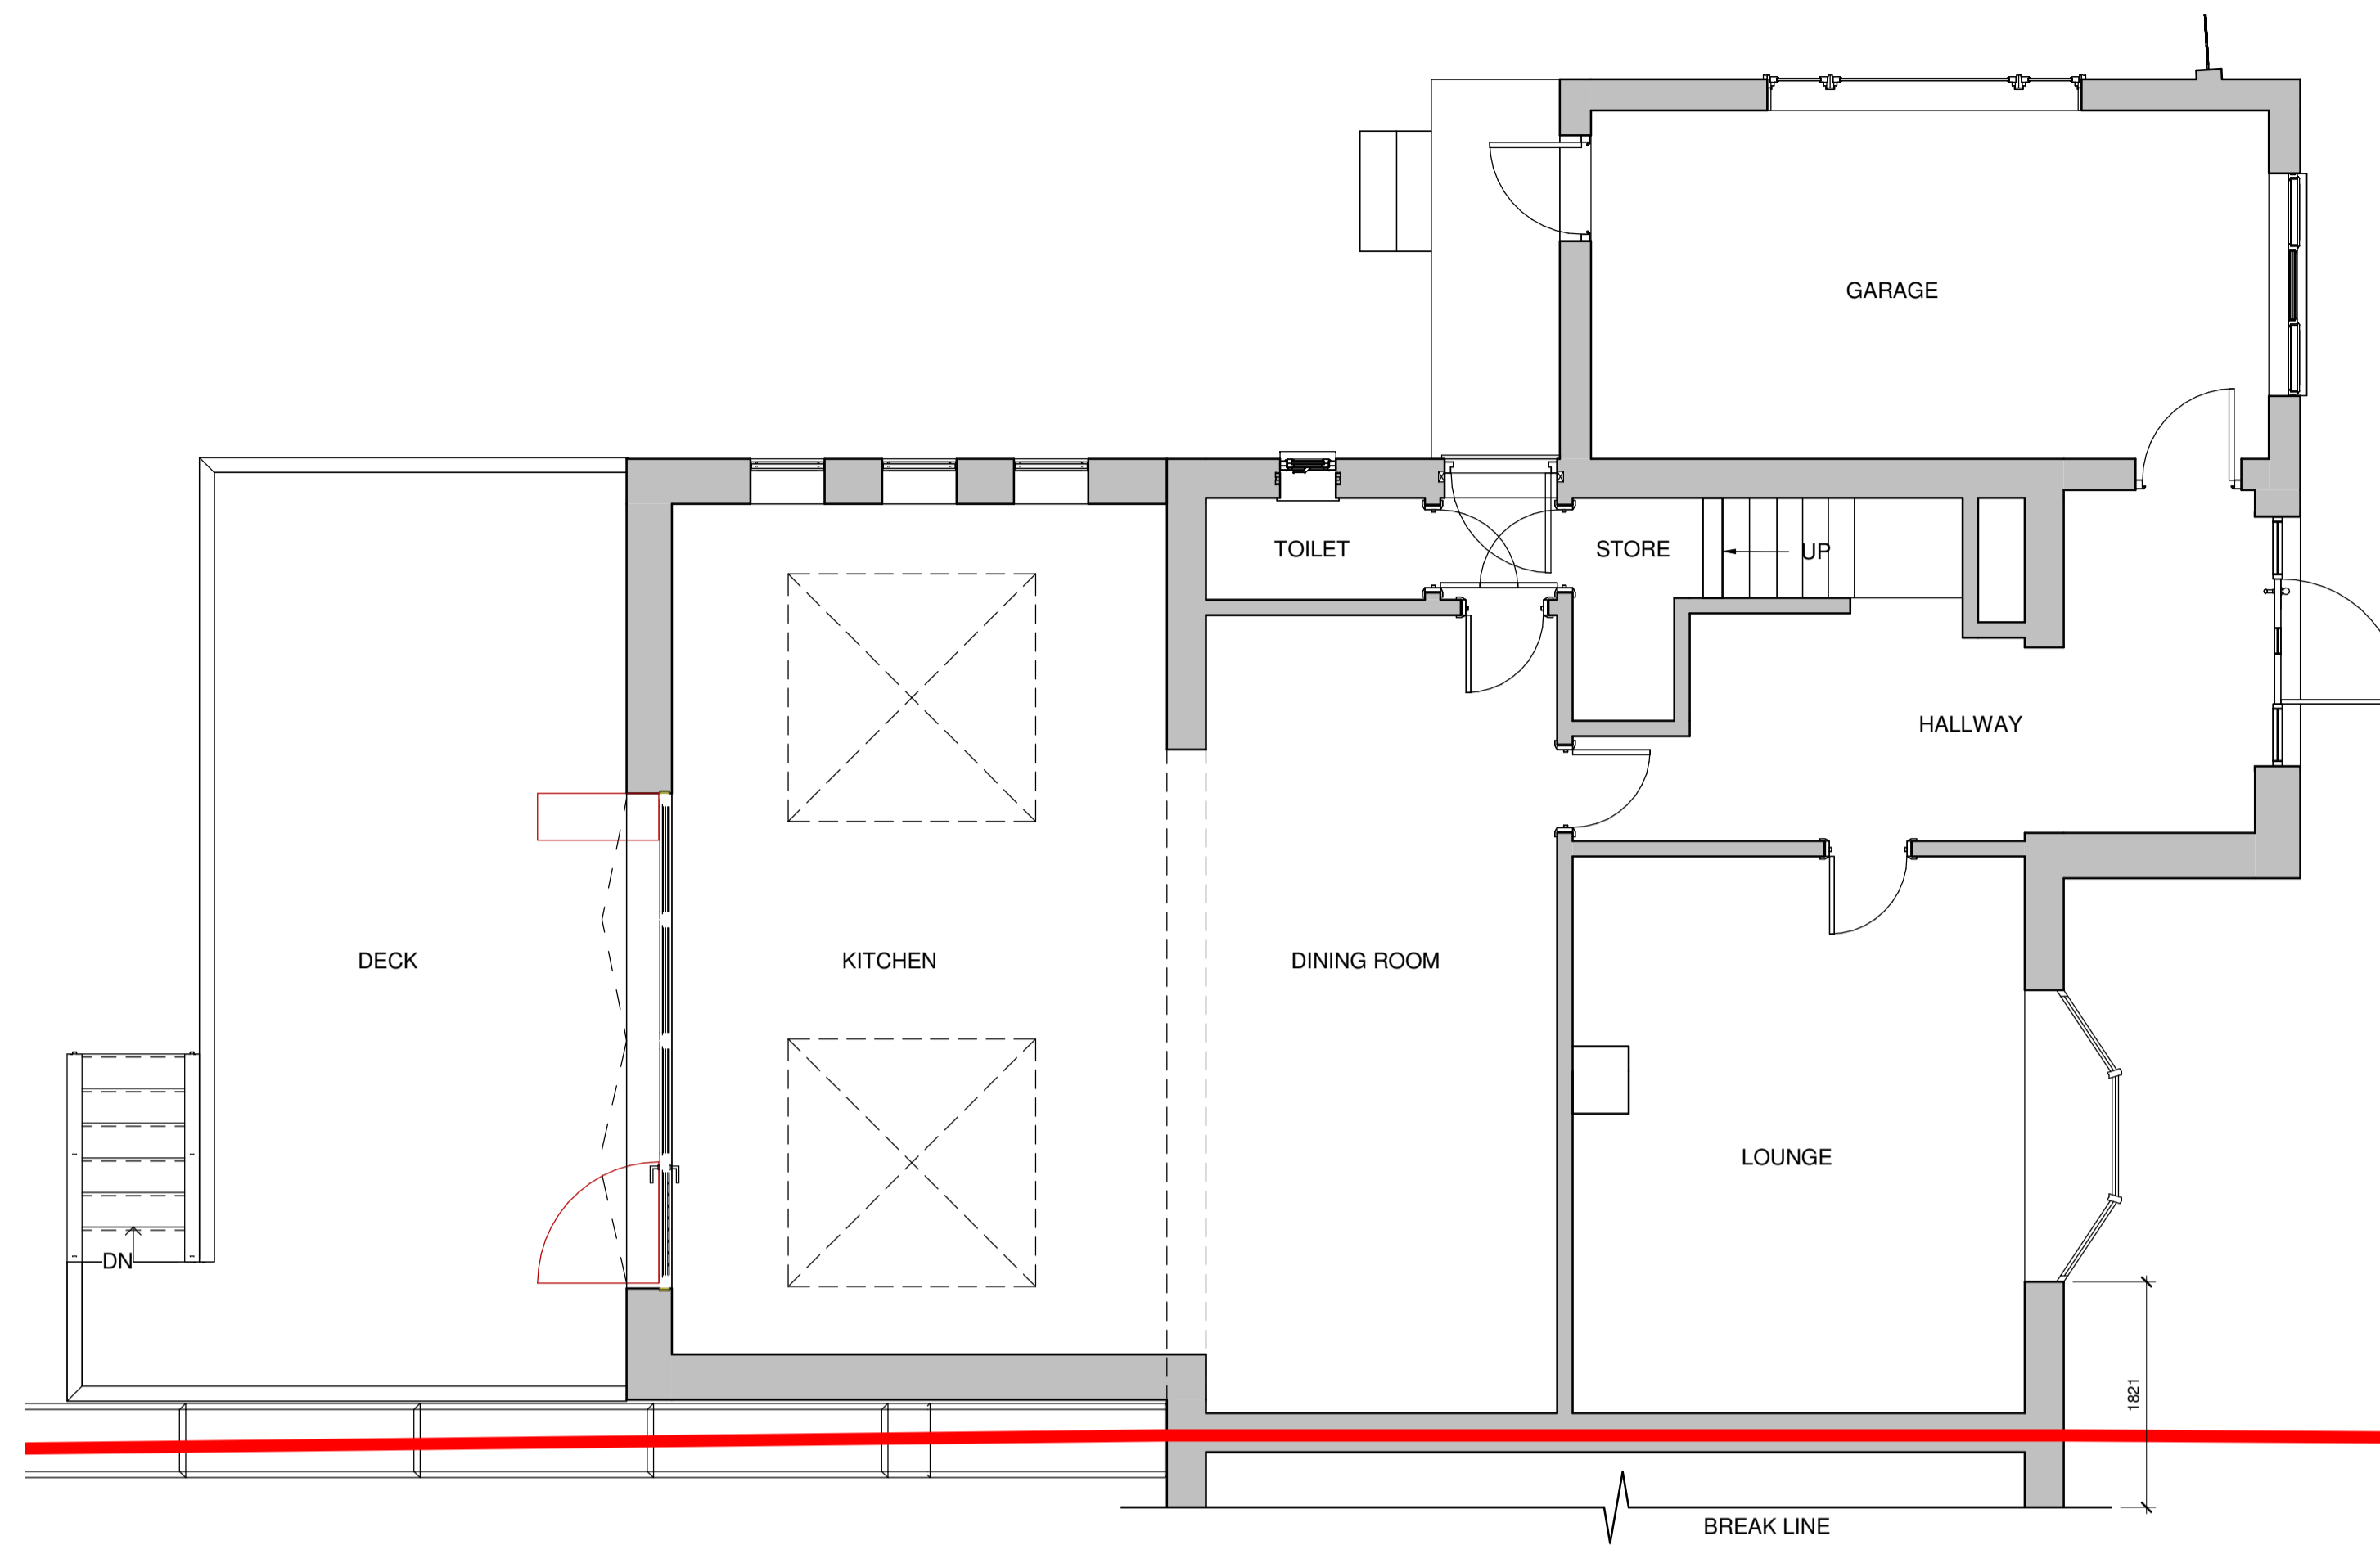 GARAGE
TOILET
STORE
UP
HALLWAY
DECK
KITCHEN
DINING ROOM
LOUNGE
DN
1821
BREAK LINE